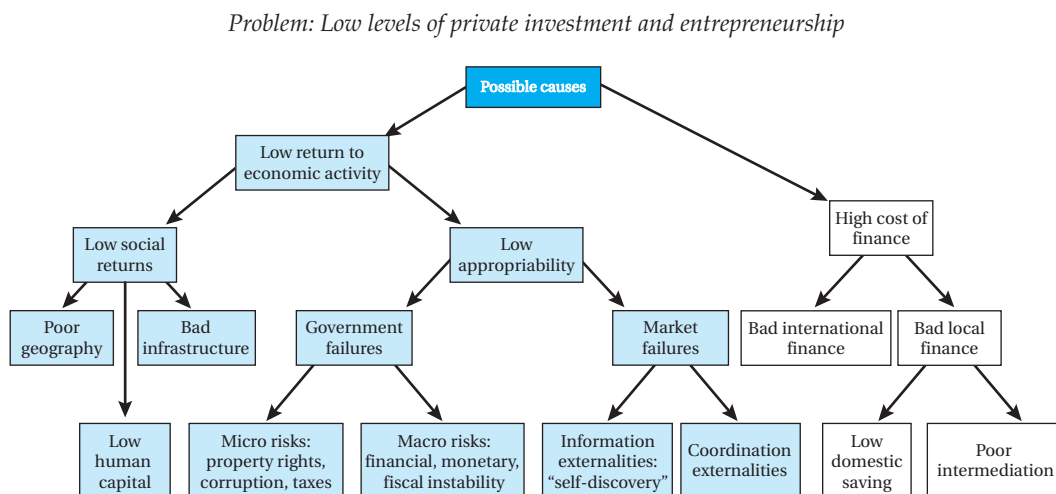 Problem: Low levels of private investment and entrepreneurship
Possible causes
Low return to
economic activity
High cost of
finance
Low social
returns
Low
appropriability
Poor
geography
Bad
infrastructure
Government
failures
Market
failures
Bad international
finance
Bad local
finance
Low
human
capital
Micro risks:
property rights,
corruption, taxes
Macro risks:
financial, monetary,
fiscal instability
Information
externalities:
“self-discovery”
Coordination
externalities
Low
domestic
saving
Poor
intermediation